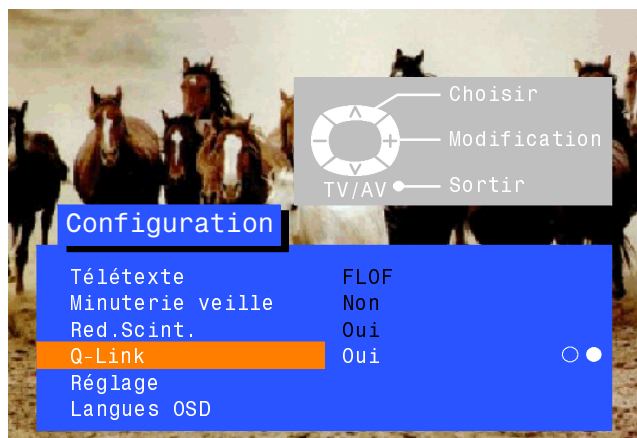 Choisir
Modification
TV/AV Sortir
Configuration
Télétexte FLOF
Minuterie veille Non
Red.Scint. Oui
Q-Link Oui
Réglage
Langues OSD